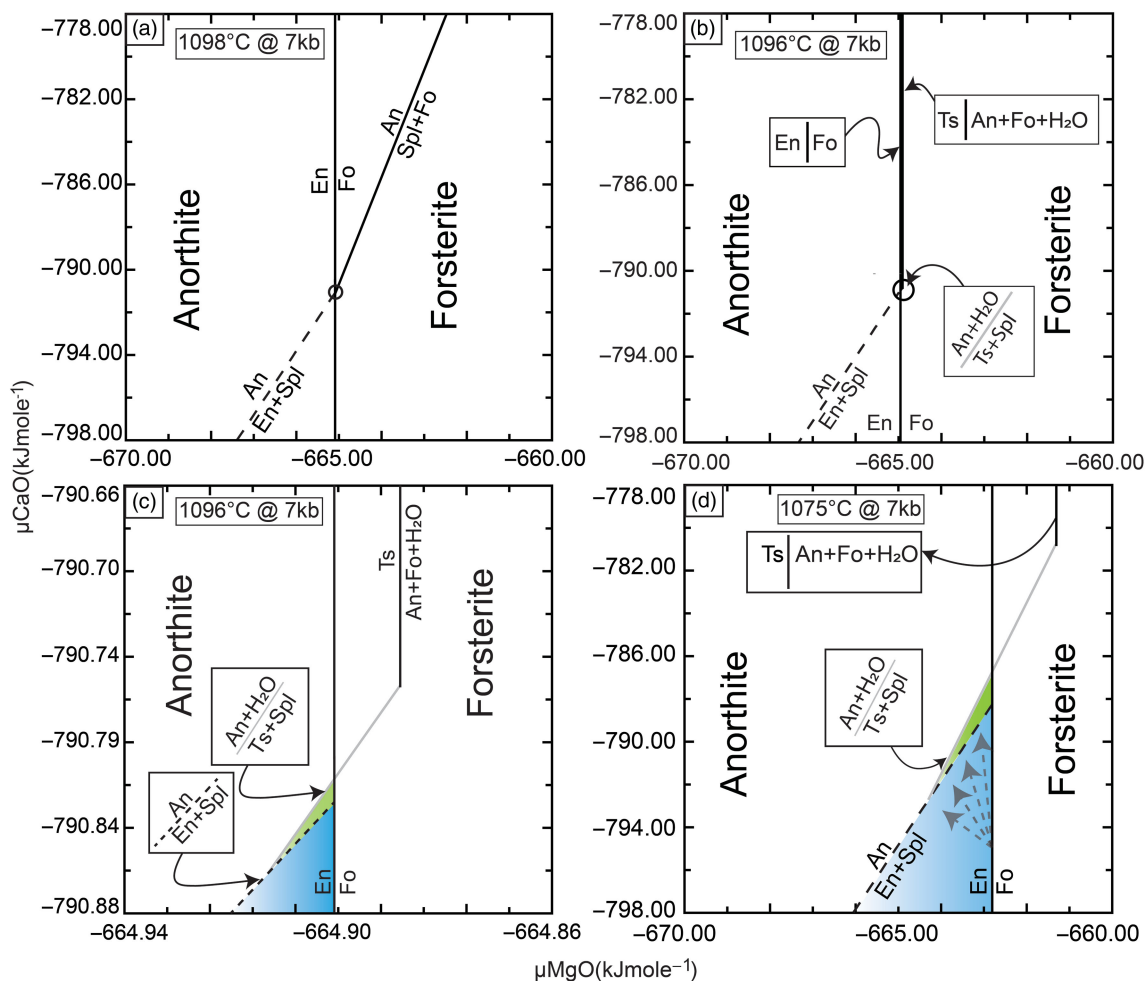 (a)
1098°C @ 7kb
−778.00
−782.00
−786.00
−790.00
−794.00
−798.00
−670.00
−665.00
−660.00
Anorthite
En
Fo
An
Spl+Fo
Forsterite
An
En+Spl
(b)
1096°C @ 7kb
−778.00
−782.00
−786.00
−790.00
−794.00
−798.00
−670.00
−665.00
−660.00
Ts An+Fo+H₂O
En Fo
Anorthite
Forsterite
An+H₂O
Ts+Spl
An
En+Spl
En Fo
µCaO(kJmole⁻¹)
(c)
1096°C @ 7kb
−790.66
−790.70
−790.74
−790.79
−790.84
−790.88
−664.94
−664.90
−664.86
Anorthite
Ts
An+Fo+H₂O
Forsterite
An+H₂O
Ts+Spl
An
En+Spl
En
Fo
(d)
1075°C @ 7kb
−778.00
−782.00
−786.00
−790.00
−794.00
−798.00
−670.00
−665.00
−660.00
Ts An+Fo+H₂O
Anorthite
An+H₂O
Ts+Spl
Forsterite
An
En+Spl
En
Fo
µMgO(kJmole⁻¹)